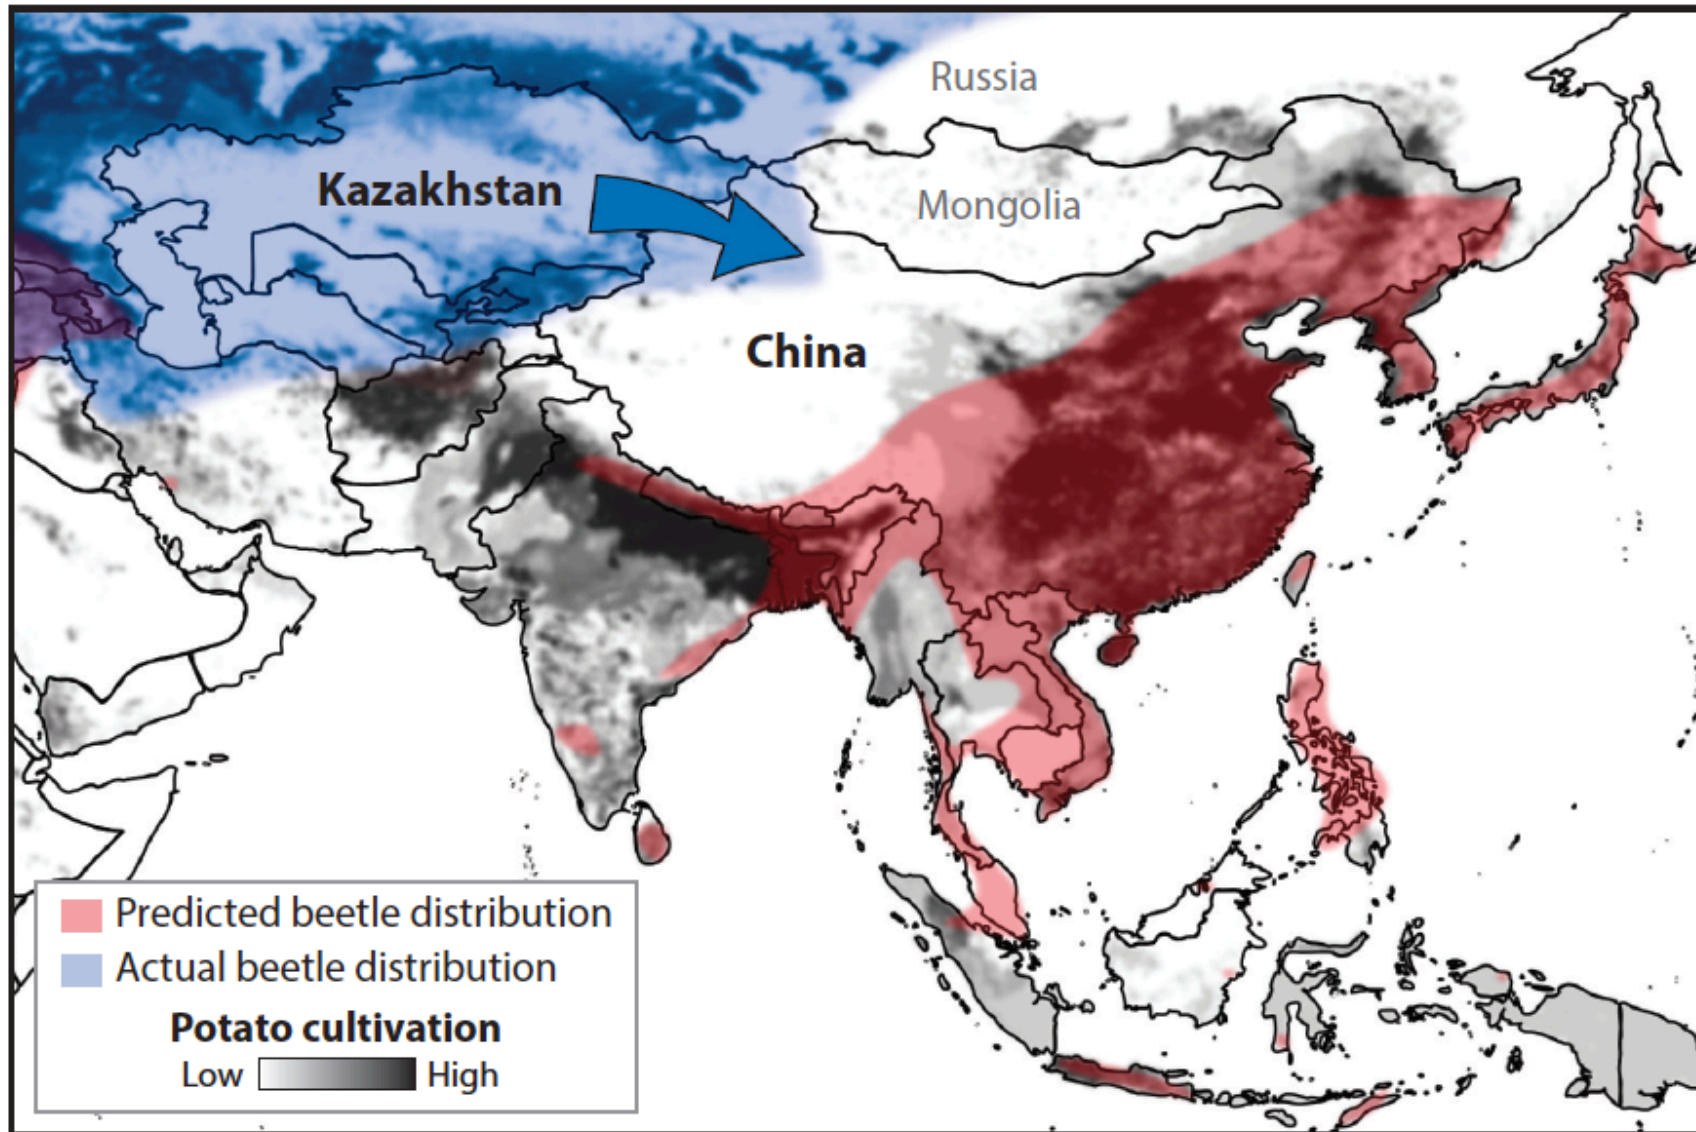 Russia
Kazakhstan
Mongolia
China
Predicted beetle distribution
Actual beetle distribution
Potato cultivation
Low High